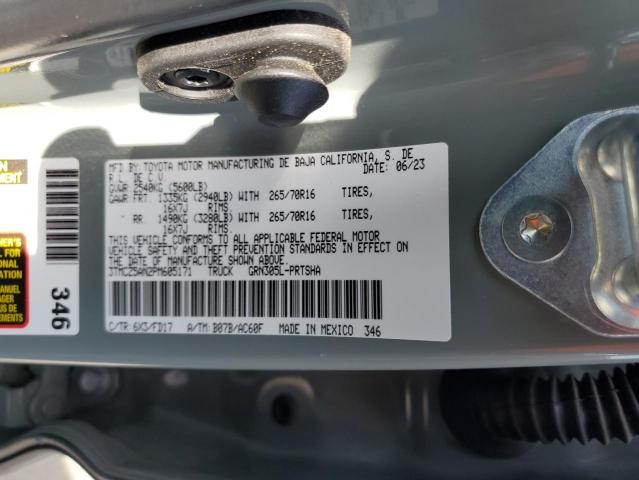 MFD.BY: TOYOTA MOTOR MANUFACTURING DE BAJA CALIFORNIA, S. DE
R.L. DE C.V. DATE: 06/23
GVWR 2540KG (5600LB)
GAWR FRT. 1335KG (2940LB) WITH 265/70R16 TIRES,
16X7J RIMS.
RR. 1490KG (3280LB) WITH 265/70R16 TIRES,
16X7J RIMS.
THIS VEHICLE CONFORMS TO ALL APPLICABLE FEDERAL MOTOR
VEHICLE SAFETY AND THEFT PREVENTION STANDARDS IN EFFECT ON
THE DATE OF MANUFACTURE SHOWN ABOVE.
3TMCZ5AN2PM605171 TRUCK GRN305L-PRTSHA
C/TR: 6X3/FD17 A/TM: B07B/AC60F MADE IN MEXICO 346
346